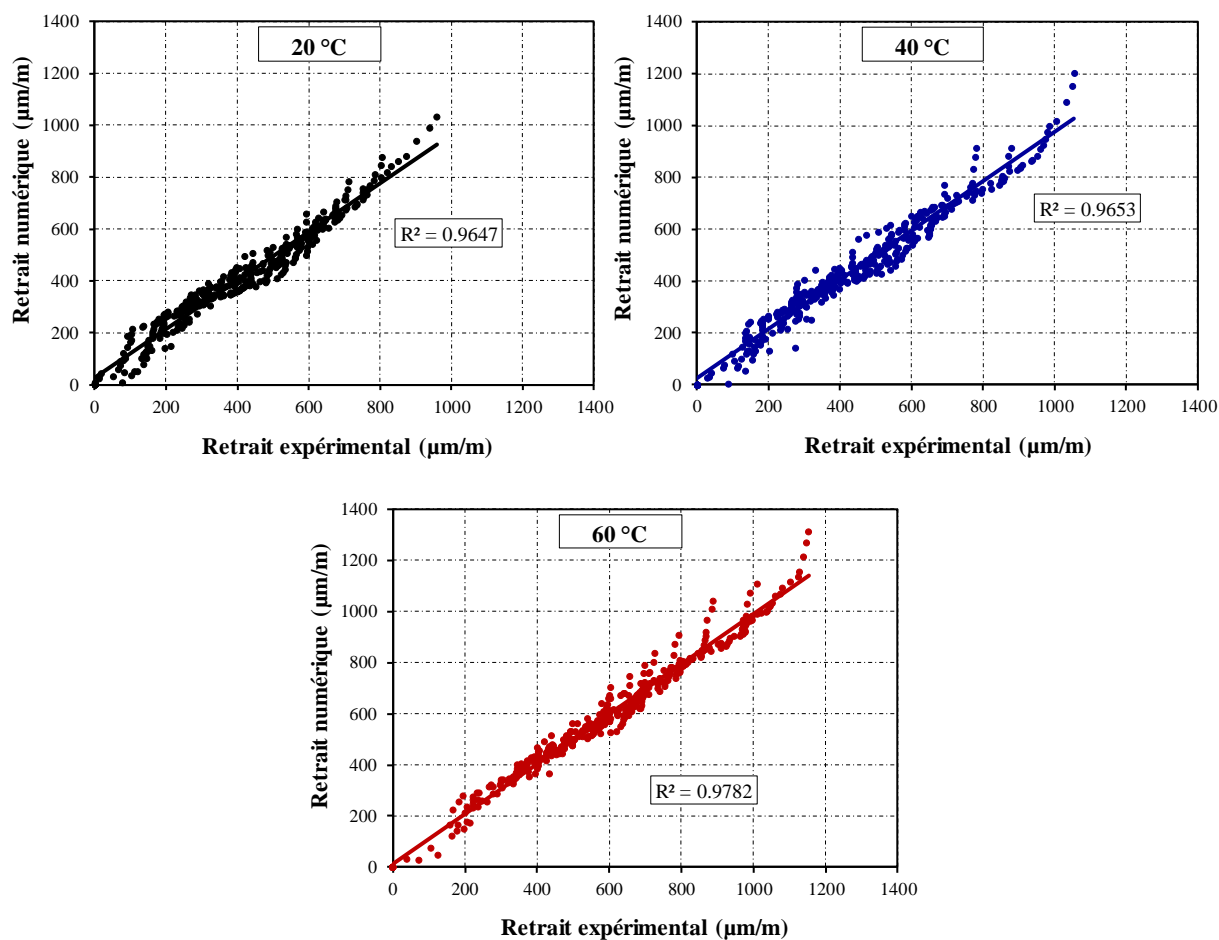 20 °C
Retrait numérique (µm/m)
1400
1200
1000
800
600
400
200
0
R² = 0.9647
0 200 400 600 800 1000 1200 1400
Retrait expérimental (µm/m)
40 °C
Retrait numérique (µm/m)
1400
1200
1000
800
600
400
200
0
R² = 0.9653
0 200 400 600 800 1000 1200 1400
Retrait expérimental (µm/m)
60 °C
Retrait numérique (µm/m)
1400
1200
1000
800
600
400
200
0
R² = 0.9782
0 200 400 600 800 1000 1200 1400
Retrait expérimental (µm/m)